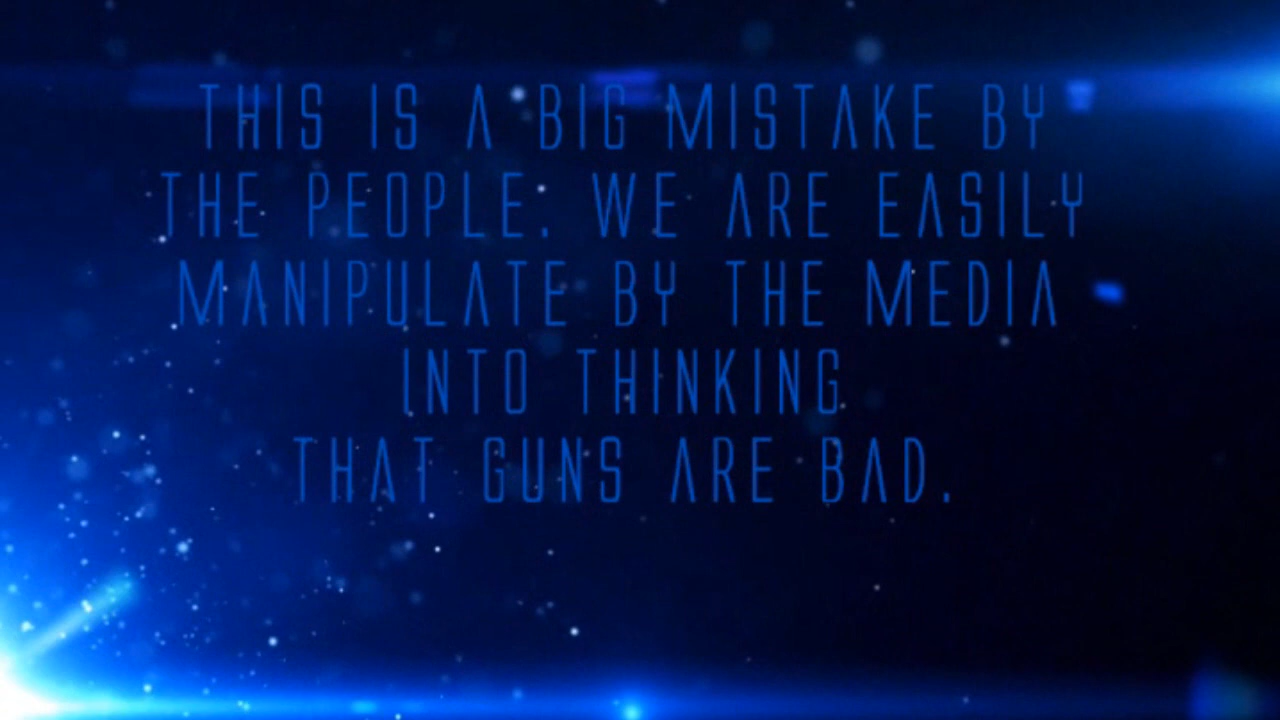 THIS IS A BIG MISTAKE BY
THE PEOPLE. WE ARE EASILY
MANIPULATE BY THE MEDIA
INTO THINKING
THAT GUNS ARE BAD.